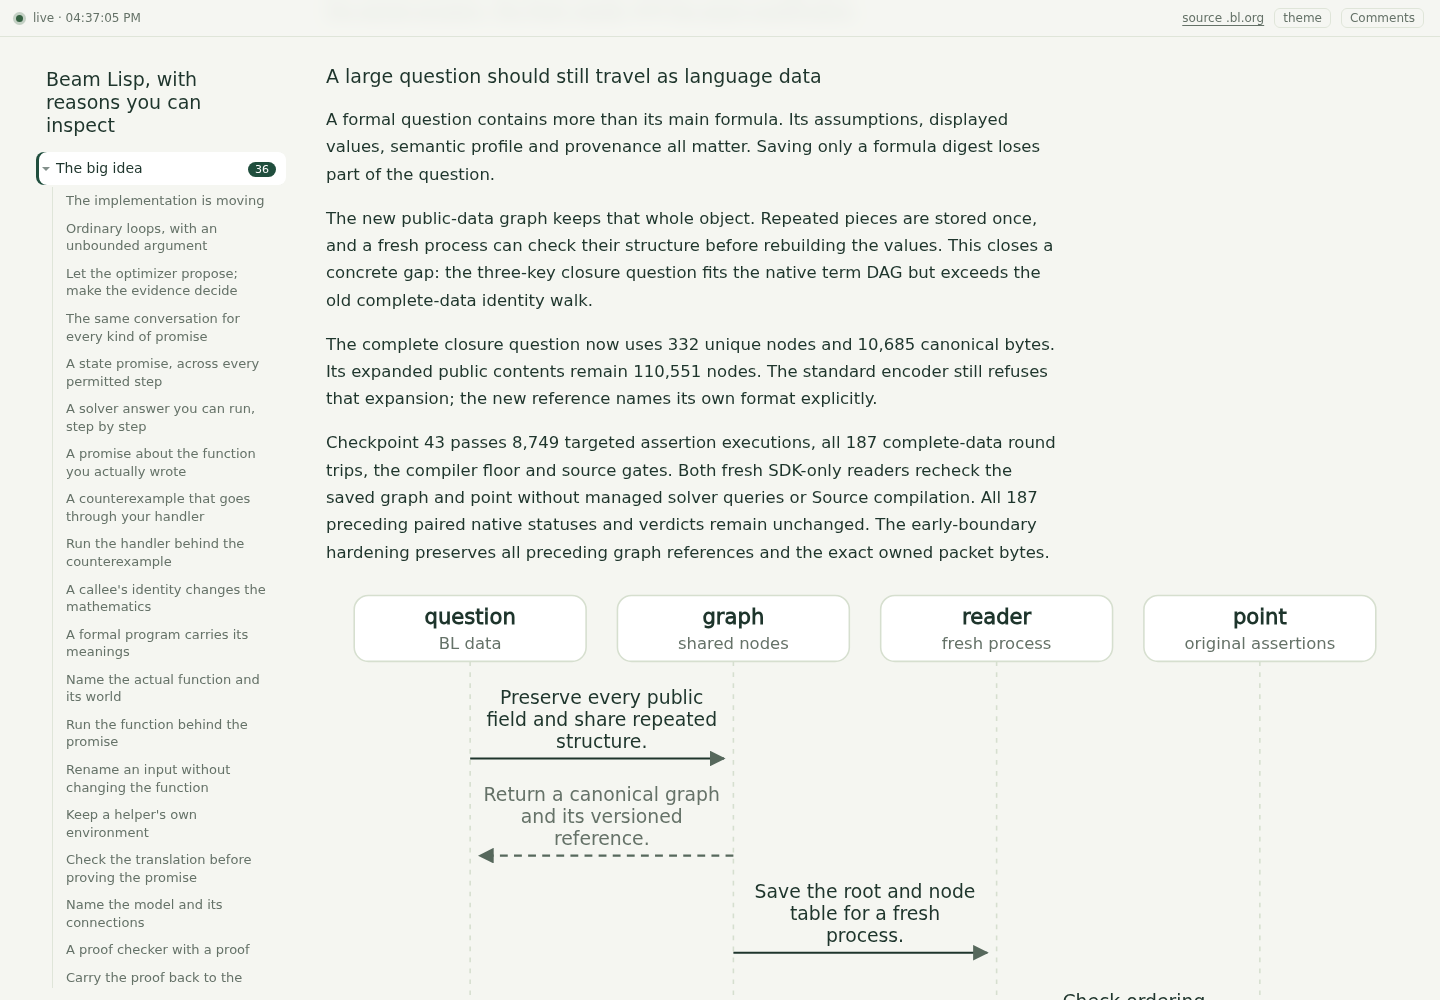 live · 04:37:05 PM
source .bl.org
theme
Comments
Beam Lisp, with
reasons you can
inspect
The big idea
36
The implementation is moving
Ordinary loops, with an
unbounded argument
Let the optimizer propose;
make the evidence decide
The same conversation for
every kind of promise
A state promise, across every
permitted step
A solver answer you can run,
step by step
A promise about the function
you actually wrote
A counterexample that goes
through your handler
Run the handler behind the
counterexample
A callee's identity changes the
mathematics
A formal program carries its
meanings
Name the actual function and
its world
Run the function behind the
promise
Rename an input without
changing the function
Keep a helper's own
environment
Check the translation before
proving the promise
Name the model and its
connections
A proof checker with a proof
Carry the proof back to the
A large question should still travel as language data
A formal question contains more than its main formula. Its assumptions, displayed
values, semantic profile and provenance all matter. Saving only a formula digest loses
part of the question.
The new public-data graph keeps that whole object. Repeated pieces are stored once,
and a fresh process can check their structure before rebuilding the values. This closes a
concrete gap: the three-key closure question fits the native term DAG but exceeds the
old complete-data identity walk.
The complete closure question now uses 332 unique nodes and 10,685 canonical bytes.
Its expanded public contents remain 110,551 nodes. The standard encoder still refuses
that expansion; the new reference names its own format explicitly.
Checkpoint 43 passes 8,749 targeted assertion executions, all 187 complete-data round
trips, the compiler floor and source gates. Both fresh SDK-only readers recheck the
saved graph and point without managed solver queries or Source compilation. All 187
preceding paired native statuses and verdicts remain unchanged. The early-boundary
hardening preserves all preceding graph references and the exact owned packet bytes.
question
BL data
graph
shared nodes
reader
fresh process
point
original assertions
Preserve every public
field and share repeated
structure.
Return a canonical graph
and its versioned
reference.
Save the root and node
table for a fresh
process.
Check ordering